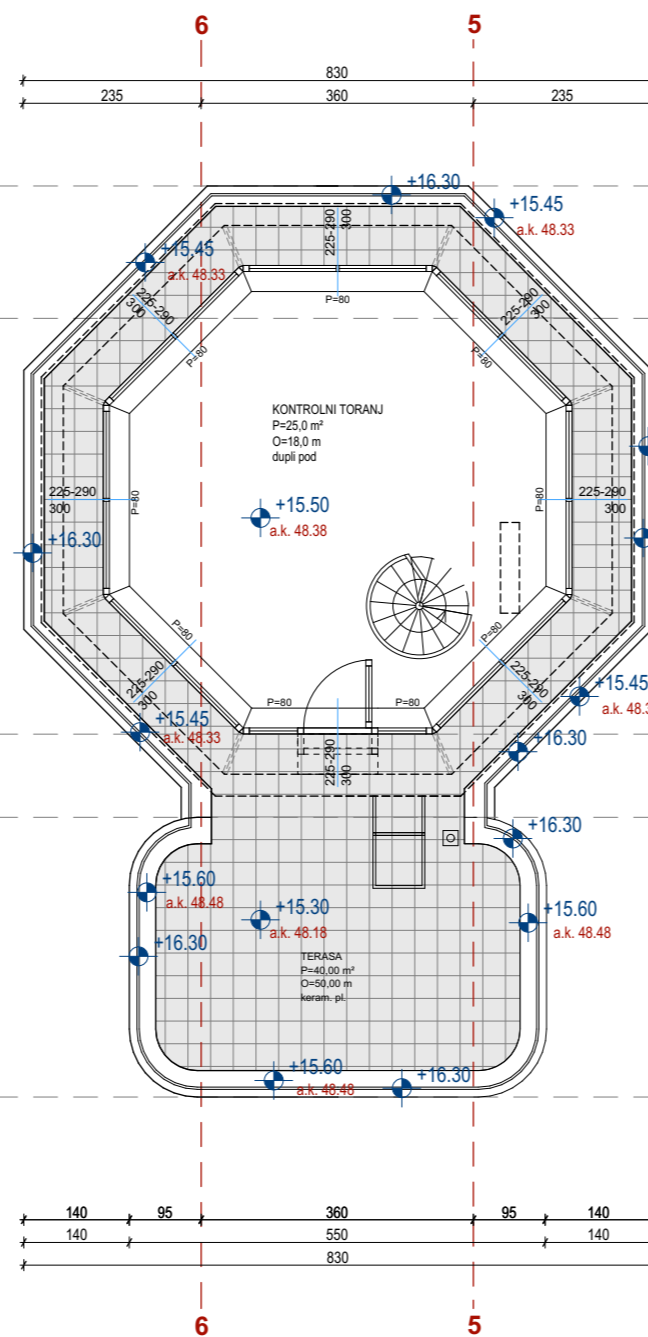 6
5
830
235
360
235
+16.30
+15.45
a.k. 48.33
+15.45
a.k. 48.33
225-290
300
P=80
225-290
300
P=80
225-290
300
P=80
KONTROLNI TORANJ
P=25,0 m²
O=18,0 m
dupli pod
225-290
300
P=80
P=80
225-290
300
+15.50
a.k. 48.38
+16.30
P=80
P=80
225-290
300
225-290
300
P=80
P=80
+15.45
+15.45
a.k. 48.33
225-290
300
+16.30
+16.30
+15.60
a.k. 48.48
+15.30
a.k. 48.18
+15.60
a.k. 48.48
+16.30
TERASA
P=40,00 m²
O=50,00 m
keram. pl.
+15.60
a.k. 48.48
+16.30
140
95
360
95
140
140
550
140
830
6
5